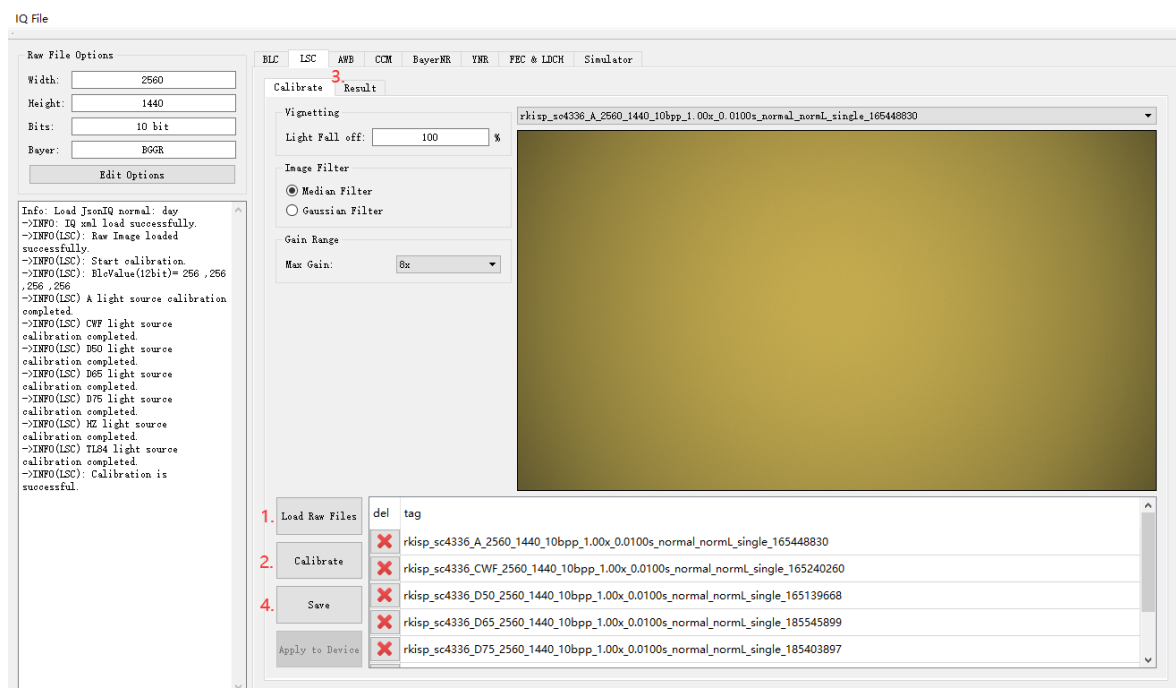 IQ File
Raw File Options
Width: 2560
Height: 1440
Bits: 10 bit
Bayer: BGGR
Edit Options
Info: Load JsonIQ normal: day
->INFO: IQ xml load successfully.
->INFO(LSC): Raw Image loaded
successfully.
->INFO(LSC): Start calibration.
->INFO(LSC): BlcValue(12bit)= 256 ,256
,256 ,256
->INFO(LSC) A light source calibration
completed.
->INFO(LSC) CWF light source
calibration completed.
->INFO(LSC) D50 light source
calibration completed.
->INFO(LSC) D65 light source
calibration completed.
->INFO(LSC) D75 light source
calibration completed.
->INFO(LSC) HZ light source
calibration completed.
->INFO(LSC) TL84 light source
calibration completed.
->INFO(LSC): Calibration is
successful.
BLC LSC AWB CCM BayerNR YNR FEC & LDCH Simulator
Calibrate 3. Result
Vignetting
Light Fall off: 100 %
Image Filter
Median Filter
Gaussian Filter
Gain Range
Max Gain: 8x
rkisp_sc4336_A_2560_1440_10bpp_1.00x_0.0100s_normal_normL_single_165448830
1. Load Raw Files
2. Calibrate
4. Save
Apply to Device
del tag
rkisp_sc4336_A_2560_1440_10bpp_1.00x_0.0100s_normal_normL_single_165448830
rkisp_sc4336_CWF_2560_1440_10bpp_1.00x_0.0100s_normal_normL_single_165240260
rkisp_sc4336_D50_2560_1440_10bpp_1.00x_0.0100s_normal_normL_single_165139668
rkisp_sc4336_D65_2560_1440_10bpp_1.00x_0.0100s_normal_normL_single_185545899
rkisp_sc4336_D75_2560_1440_10bpp_1.00x_0.0100s_normal_normL_single_185403897